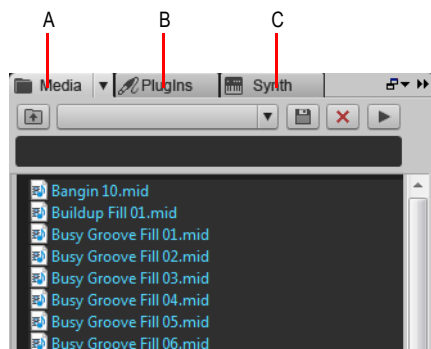 A B C
Media PlugIns Synth
Bangin 10.mid
Buildup Fill 01.mid
Busy Groove Fill 01.mid
Busy Groove Fill 02.mid
Busy Groove Fill 03.mid
Busy Groove Fill 04.mid
Busy Groove Fill 05.mid
Busy Groove Fill 06.mid